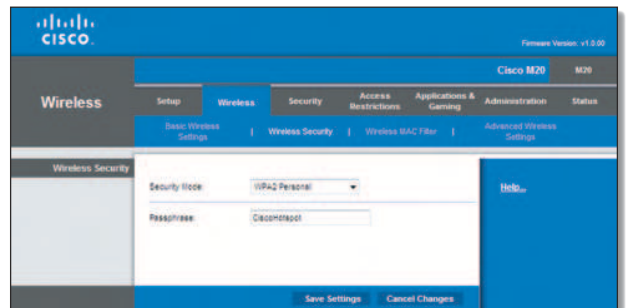 CISCO
Firmware Version: v1.0.00
Cisco M20 M20
Wireless
Setup Wireless Security Access Restrictions Applications & Gaming Administration Status
Basic Wireless Settings | Wireless Security | Wireless MAC Filter | Advanced Wireless Settings
Wireless Security
Security Mode: WPA2 Personal
Help...
Passphrase: CiscoHotspot
Save Settings Cancel Changes